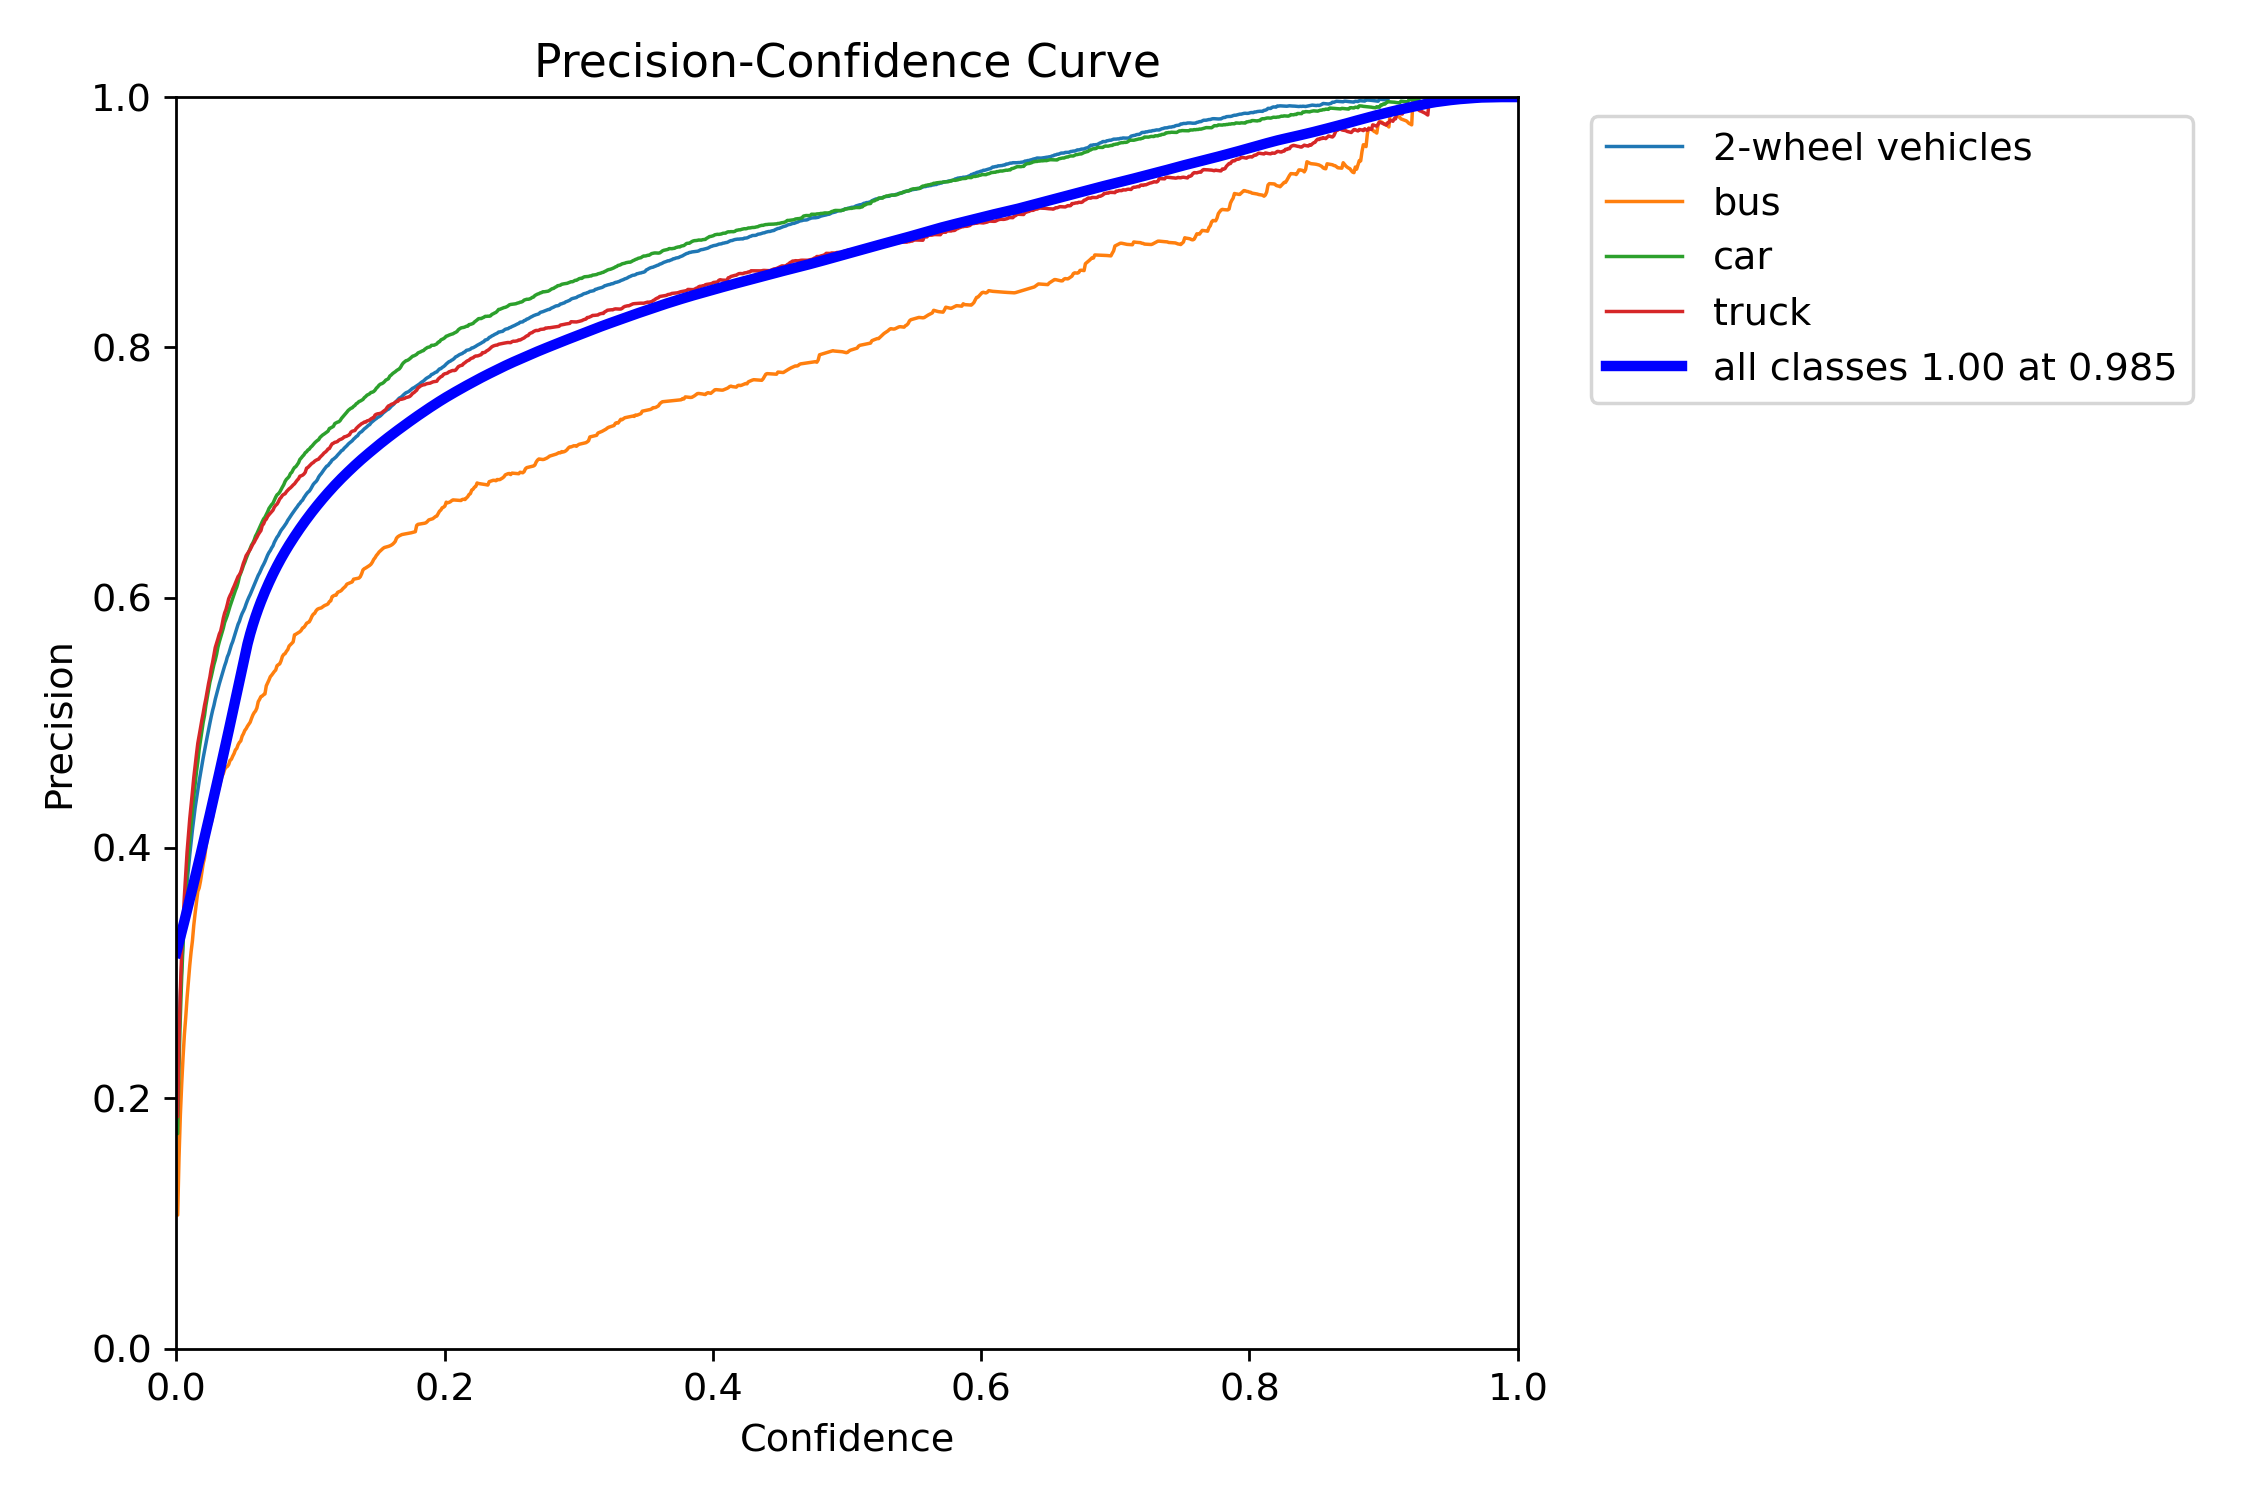 Precision-Confidence Curve
1.0
0.8
0.6
0.4
0.2
0.0
Precision
0.0 0.2 0.4 0.6 0.8 1.0
Confidence
2-wheel vehicles
bus
car
truck
all classes 1.00 at 0.985